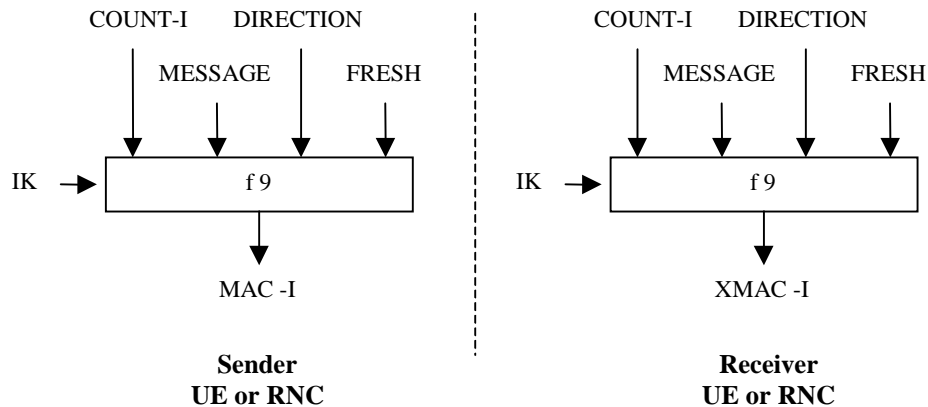 COUNT-I DIRECTION COUNT-I DIRECTION
MESSAGE FRESH MESSAGE FRESH
IK f 9 IK f 9
MAC -I XMAC -I
Sender Receiver
UE or RNC UE or RNC